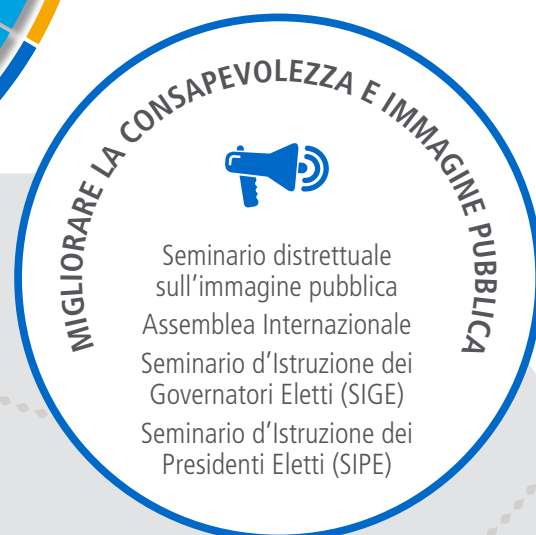 MIGLIORARE LA CONSAPEVOLEZZA E IMMAGINE PUBBLICA
Seminario distrettuale
sull’immagine pubblica
Assemblea Internazionale
Seminario d’Istruzione dei
Governatori Eletti (SIGE)
Seminario d’Istruzione dei
Presidenti Eletti (SIPE)